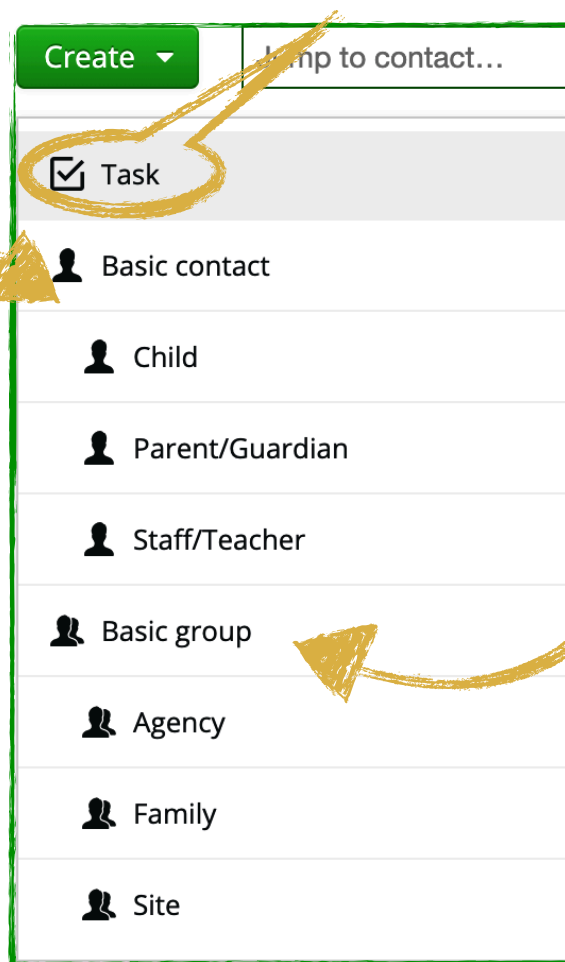 Create
Jump to contact...
Task
Basic contact
Child
Parent/Guardian
Staff/Teacher
Basic group
Agency
Family
Site